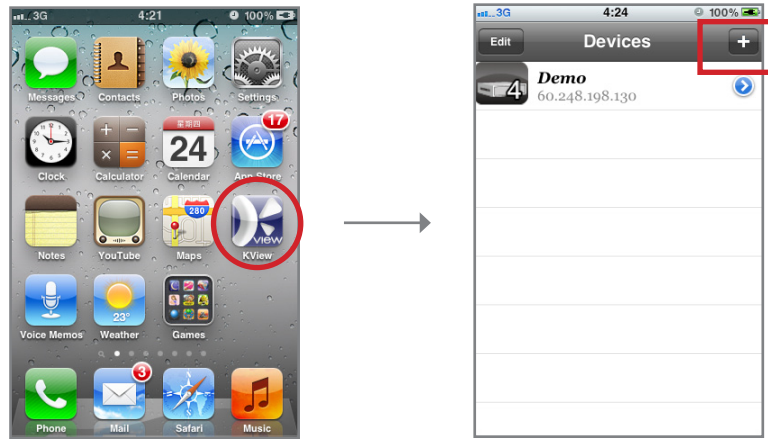 3G 4:21 100%
Messages Contacts Photos Settings
星期四
24
17
Clock Calculator Calendar App Store
280
VIEW
Notes YouTube Maps KView
23°
Voice Memos Weather Games
3
Phone Mail Safari Music
3G 4:24 100%
Edit Devices +
4
Demo
60.248.198.130